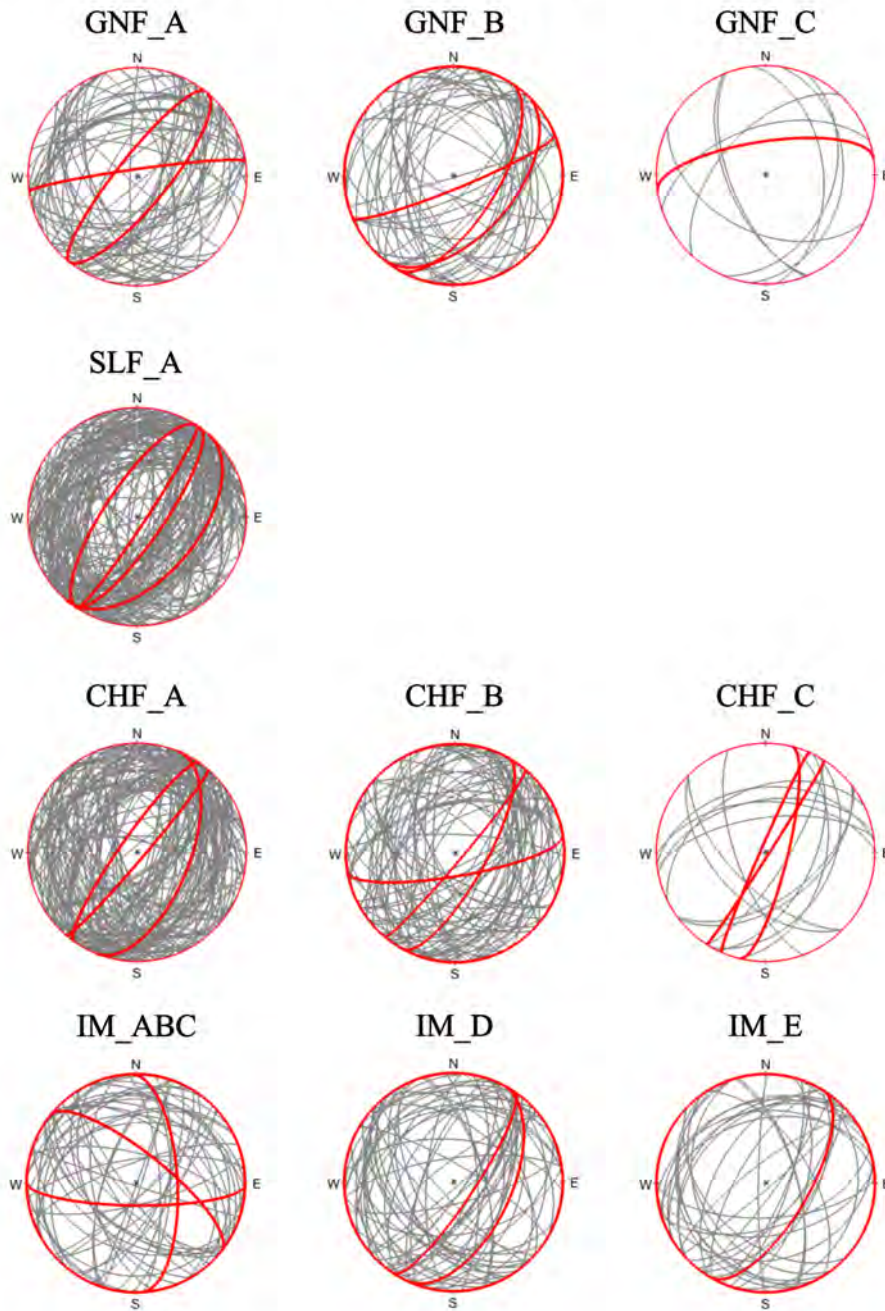 GNF_A GNF_B GNF_C
N N N
W E W E W E
S S S
SLF_A
N
W E
S
CHF_A CHF_B CHF_C
N N N
W E W E W E
S S S
IM_ABC IM_D IM_E
N N N
W E W E W E
S S S